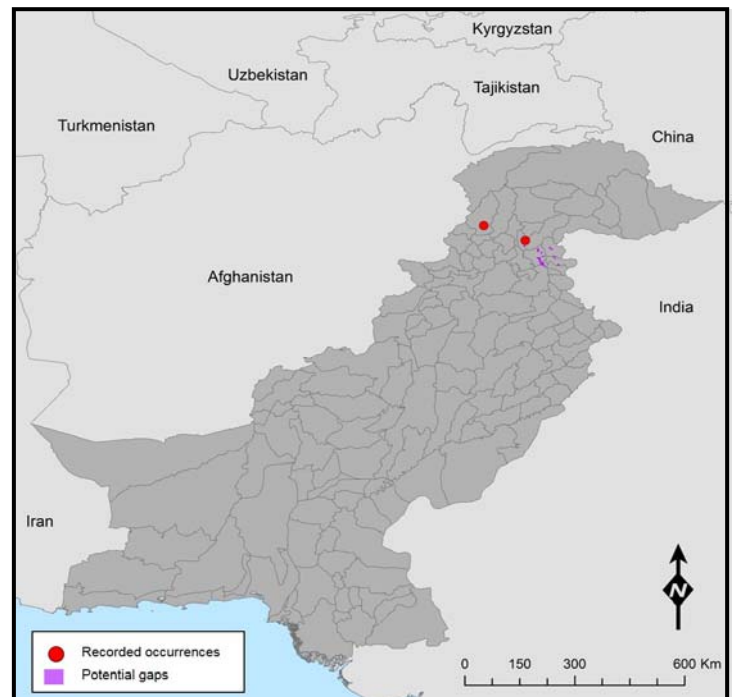 Kyrgyzstan
Uzbekistan
Tajikistan
Turkmenistan
China
Afghanistan
India
Iran
N
Recorded occurrences
Potential gaps
0 150 300 600 Km